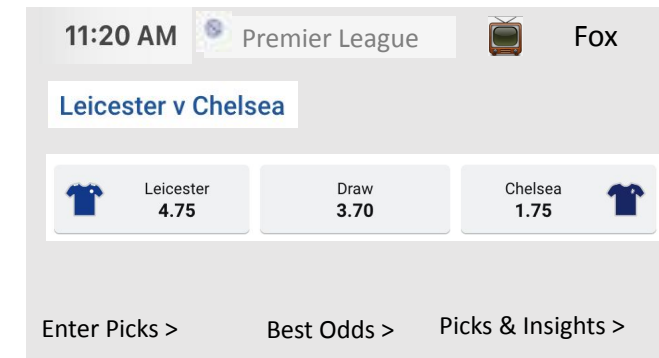 11:20 AM Premier League Fox
Leicester v Chelsea
Leicester Draw Chelsea
4.75 3.70 1.75
Enter Picks > Best Odds > Picks & Insights >